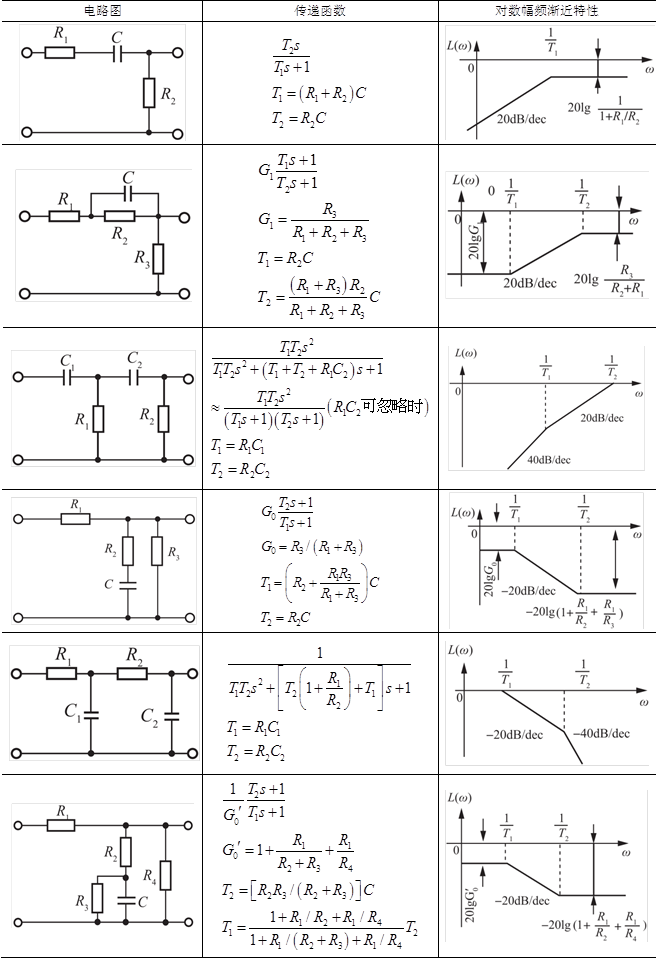 电路图 传递函数 对数幅频渐近特性
R₁ C R₂
T₂s / (T₁s+1)
T₁=(R₁+R₂)C
T₂=R₂C
L(ω) 1/T₁ 0 ω
20dB/dec 20lg 1/(1+R₁/R₂)
R₁ C R₂ R₃
G₁ (T₁s+1)/(T₂s+1)
G₁=R₃/(R₁+R₂+R₃)
T₁=R₂C
T₂=((R₁+R₃)R₂/(R₁+R₂+R₃))C
L(ω) 0 1/T₁ 1/T₂ 0 ω
20lgG₁
20dB/dec 20lg R₃/(R₂+R₁)
C₁ C₂ R₁ R₂
T₁T₂s²/(T₁T₂s²+(T₁+T₂+R₁C₂)s+1)
≈T₁T₂s²/((T₁s+1)(T₂s+1)) (R₁C₂可忽略时)
T₁=R₁C₁
T₂=R₂C₂
L(ω) 1/T₁ 1/T₂ 0 ω
20dB/dec
40dB/dec
R₁ R₂ R₃ C
G₀ (T₂s+1)/(T₁s+1)
G₀=R₃/(R₁+R₃)
T₁=(R₂+R₁R₃/(R₁+R₃))C
T₂=R₂C
L(ω) 1/T₁ 1/T₂ 0 ω
20lgG₀
−20dB/dec
−20lg(1+R₁/R₂+R₁/R₃)
R₁ R₂ C₁ C₂
1/(T₁T₂s²+[T₂(1+R₁/R₂)+T₁]s+1)
T₁=R₁C₁
T₂=R₂C₂
L(ω) 1/T₁ 1/T₂ 0 ω
−20dB/dec −40dB/dec
R₁ R₂ R₃ C R₄
1/G₀′ (T₂s+1)/(T₁s+1)
G₀′=1+R₁/(R₂+R₃)+R₁/R₄
T₂=[R₂R₃/(R₂+R₃)]C
T₁=(1+R₁/R₂+R₁/R₄)/(1+R₁/(R₂+R₃)+R₁/R₄) T₂
L(ω) 1/T₁ 1/T₂ 0 ω
20lgG₀′
−20dB/dec
−20lg(1+R₁/R₂+R₁/R₄)